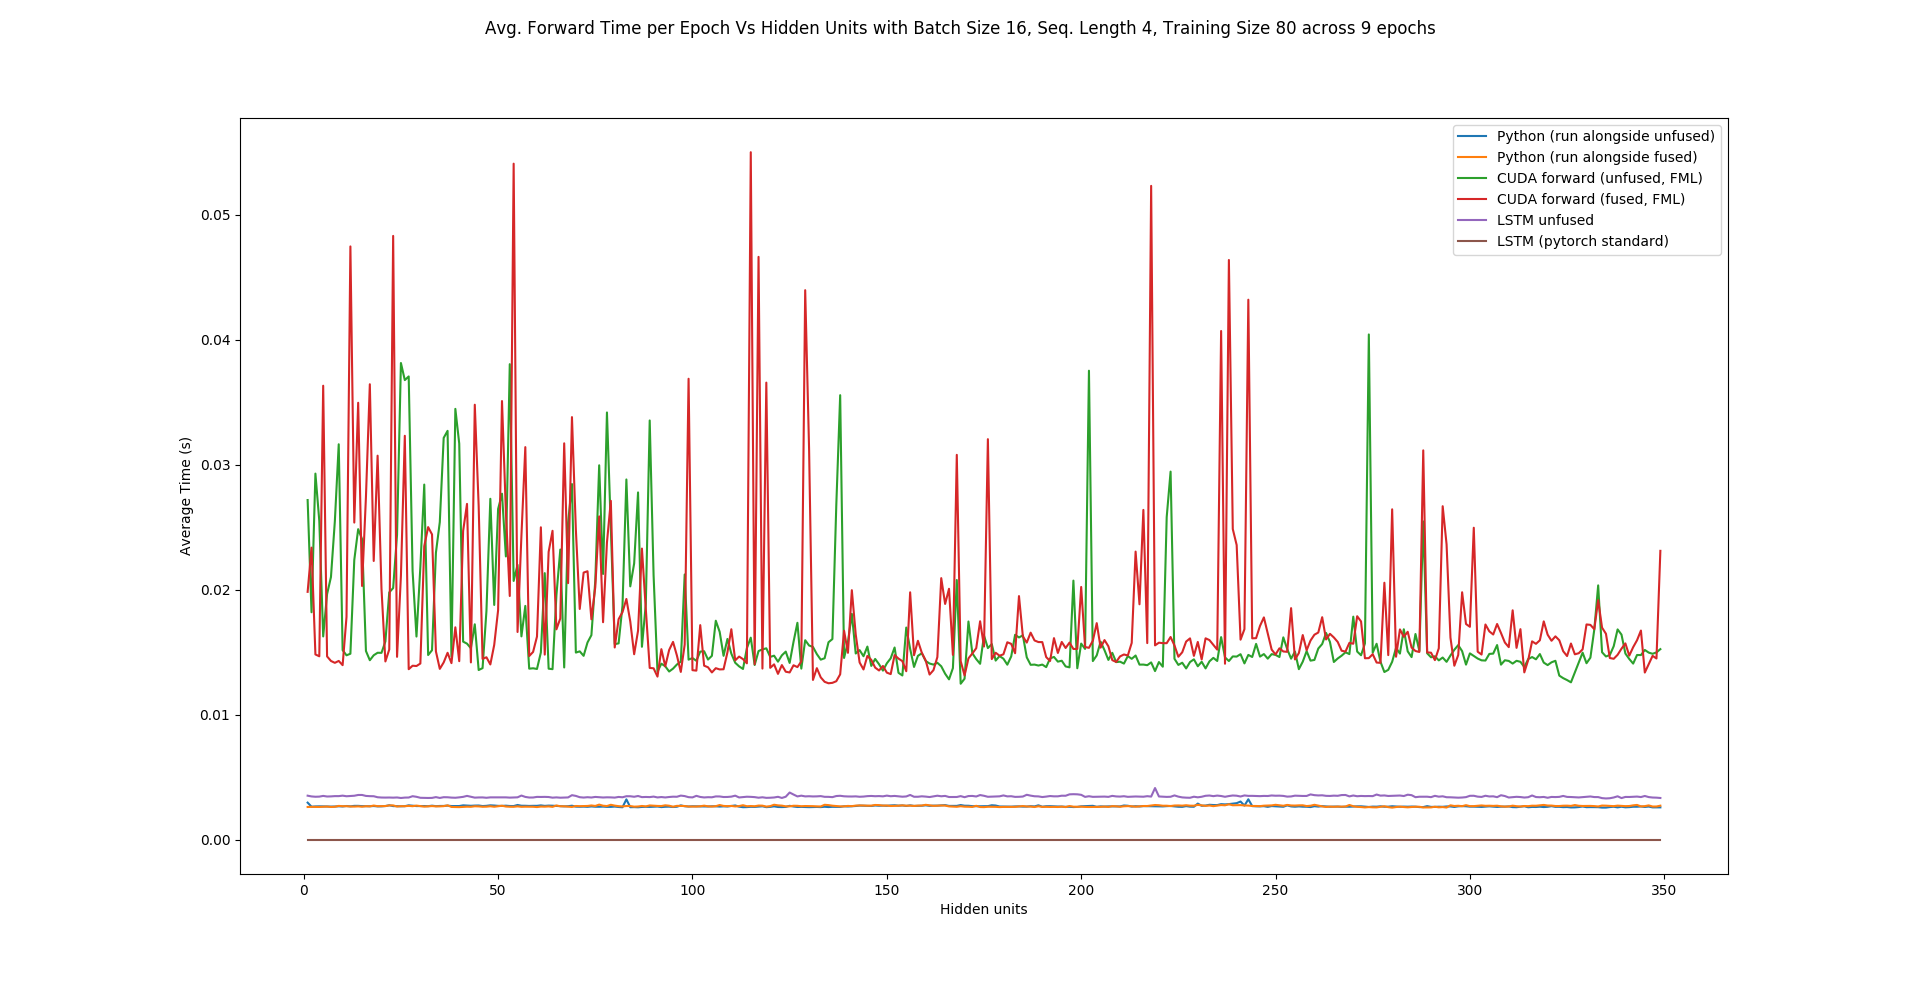 Avg. Forward Time per Epoch Vs Hidden Units with Batch Size 16, Seq. Length 4, Training Size 80 across 9 epochs
Python (run alongside unfused)
Python (run alongside fused)
CUDA forward (unfused, FML)
CUDA forward (fused, FML)
LSTM unfused
LSTM (pytorch standard)
Average Time (s)
0.05
0.04
0.03
0.02
0.01
0.00
0 50 100 150 200 250 300 350
Hidden units